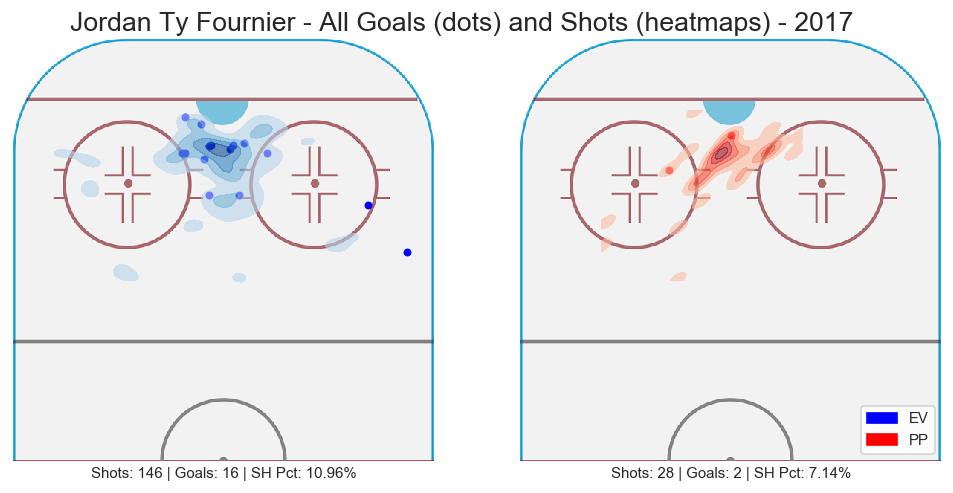 Jordan Ty Fournier - All Goals (dots) and Shots (heatmaps) - 2017
EV
PP
Shots: 146 | Goals: 16 | SH Pct: 10.96%
Shots: 28 | Goals: 2 | SH Pct: 7.14%